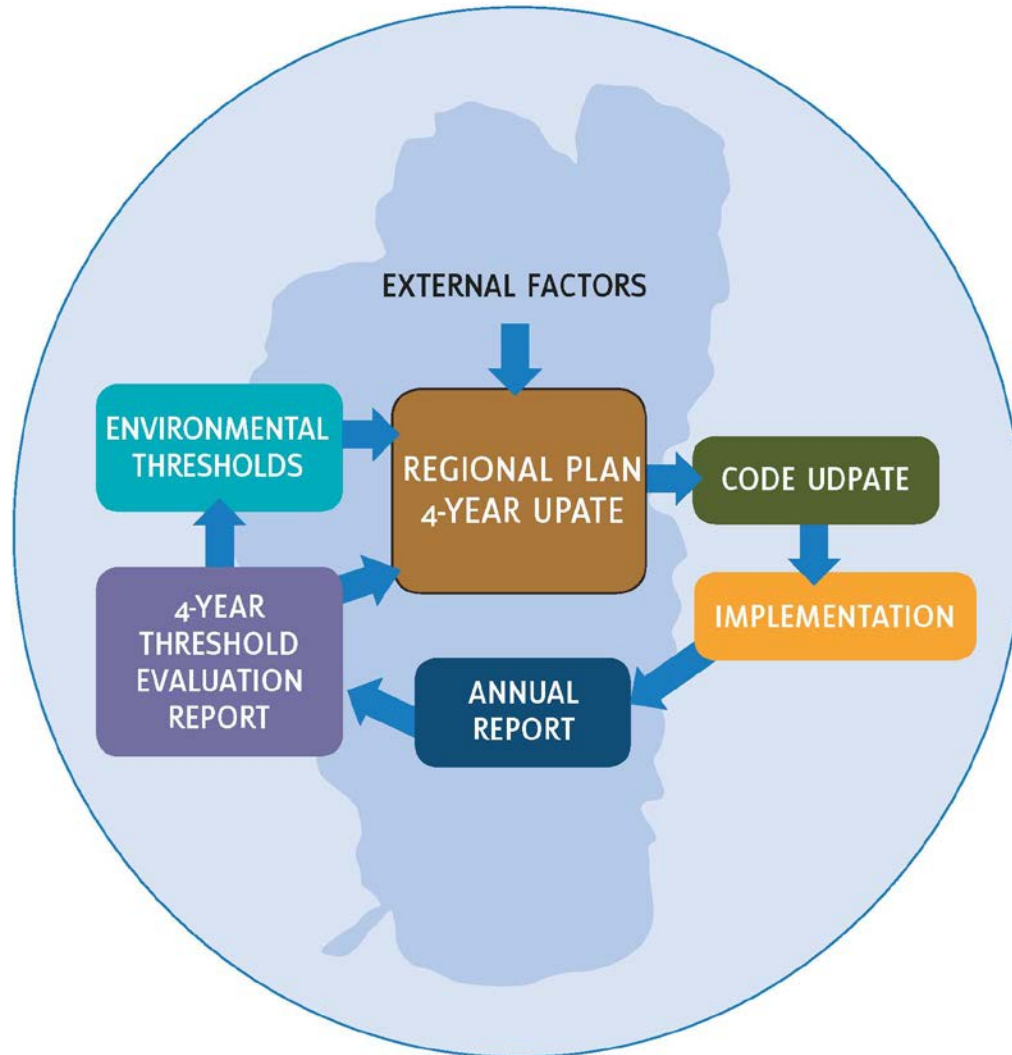 EXTERNAL FACTORS
ENVIRONMENTAL
THRESHOLDS
REGIONAL PLAN
4-YEAR UPATE
CODE UDPATE
4-YEAR
THRESHOLD
EVALUATION
REPORT
ANNUAL
REPORT
IMPLEMENTATION